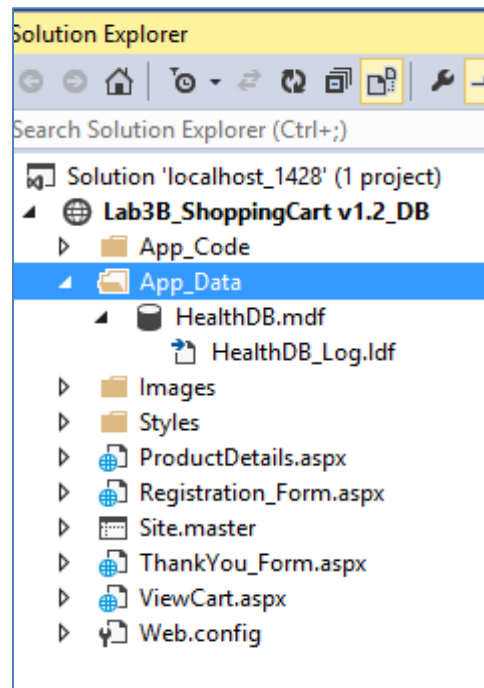 Solution Explorer
Search Solution Explorer (Ctrl+;)
Solution 'localhost_1428' (1 project)
Lab3B_ShoppingCart v1.2_DB
App_Code
App_Data
HealthDB.mdf
HealthDB_Log.ldf
Images
Styles
ProductDetails.aspx
Registration_Form.aspx
Site.master
ThankYou_Form.aspx
ViewCart.aspx
Web.config